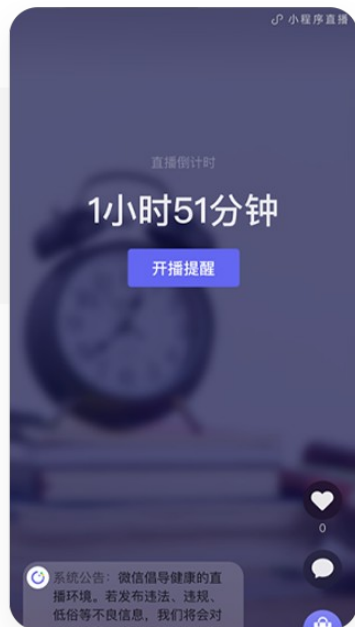 小程序直播
直播倒计时
1小时51分钟
开播提醒
0
系统公告：微信倡导健康的直
播环境。若发布违法、违规、
低俗等不良信息，我们将会对